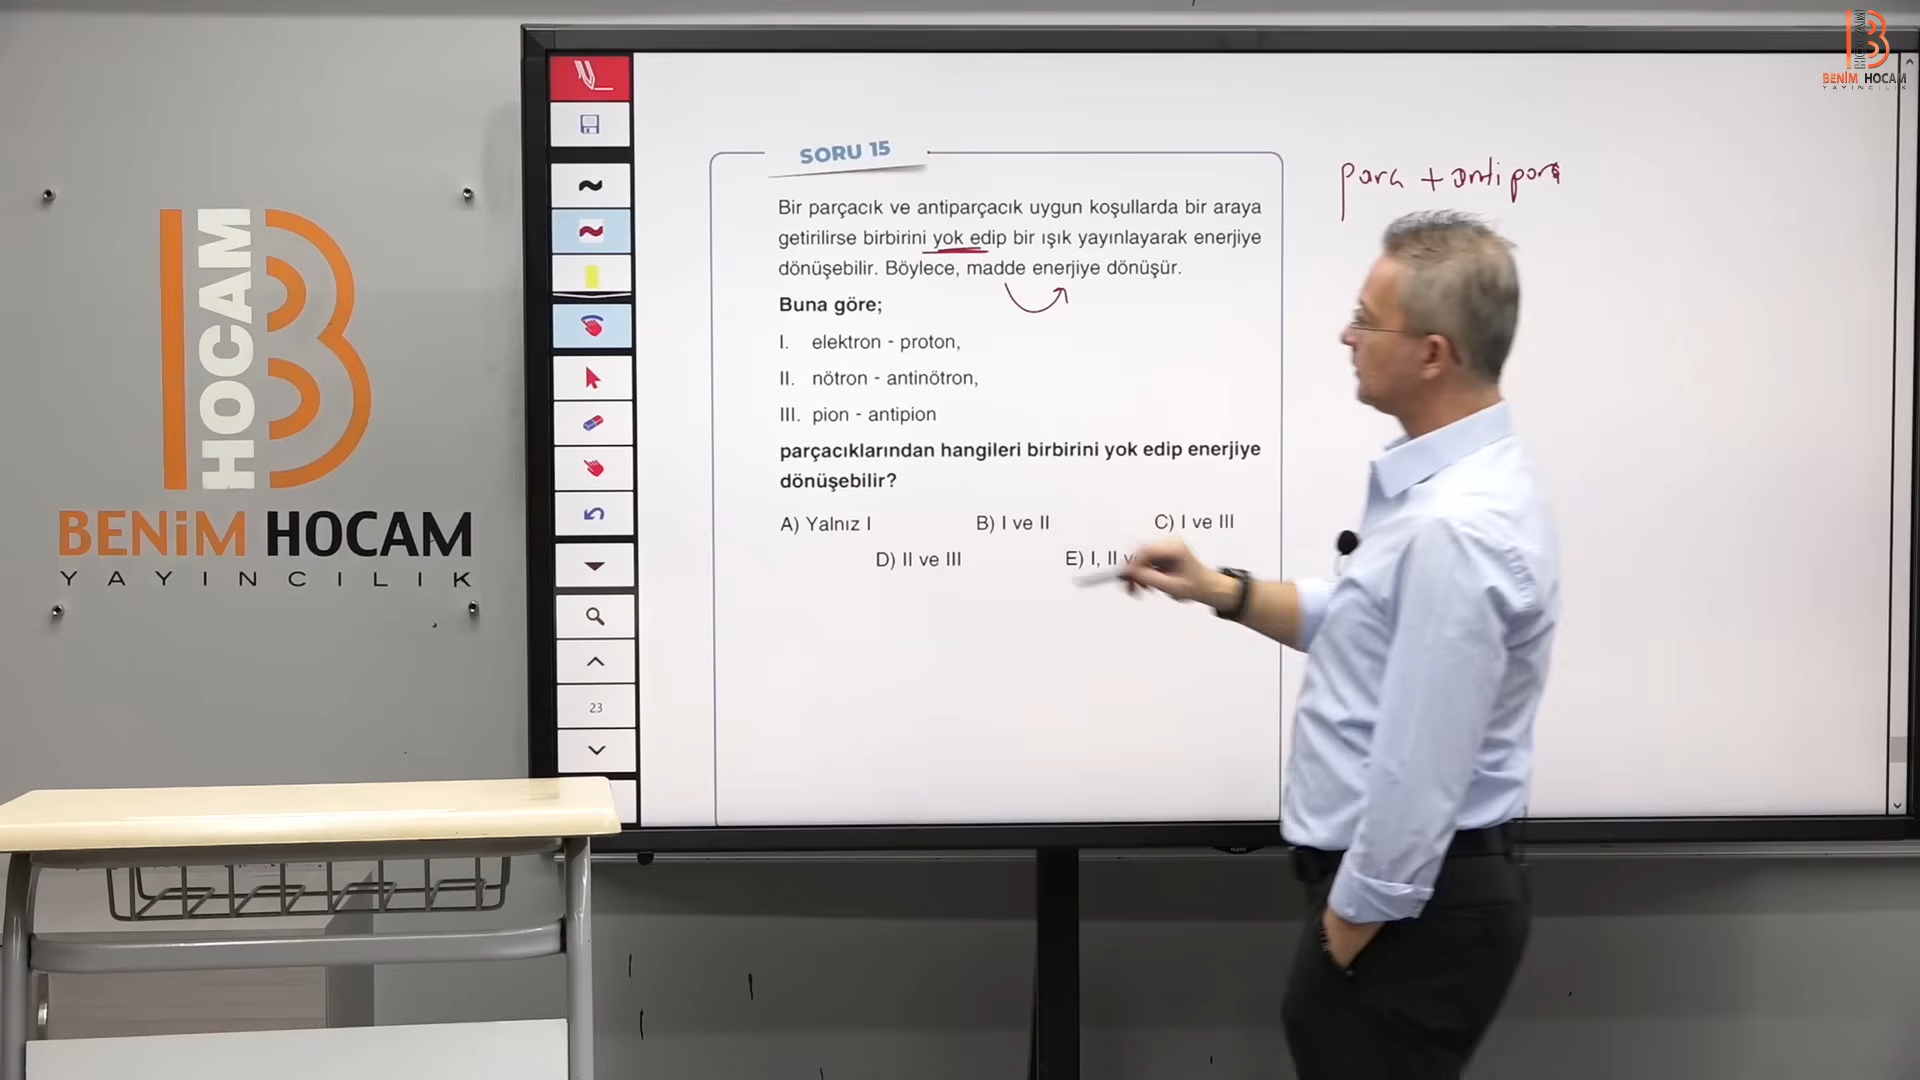 BENİM HOCAM
YAYINCILIK
HOCAM
BENİM HOCAM
YAYINCILIK
SORU 15
Bir parçacık ve antiparçacık uygun koşullarda bir araya
getirilirse birbirini yok edip bir ışık yayınlayarak enerjiye
dönüşebilir. Böylece, madde enerjiye dönüşür.
Buna göre;
I. elektron - proton,
II. nötron - antinötron,
III. pion - antipion
parçacıklarından hangileri birbirini yok edip enerjiye
dönüşebilir?
A) Yalnız I B) I ve II C) I ve III
D) II ve III E) I, II v
parc + anti parç
23